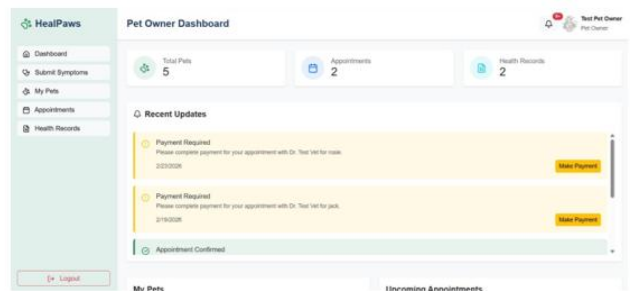 HealPaws
Pet Owner Dashboard
9+
Test Pet Owner
Pet Owner
Dashboard
Submit Symptoms
My Pets
Appointments
Health Records
Logout
Total Pets
5
Appointments
2
Health Records
2
Recent Updates
Payment Required
Please complete payment for your appointment with Dr. Test Vet for rosie.
2/23/2026
Make Payment
Payment Required
Please complete payment for your appointment with Dr. Test Vet for jack.
2/19/2026
Make Payment
Appointment Confirmed
My Pets
Upcoming Appointments